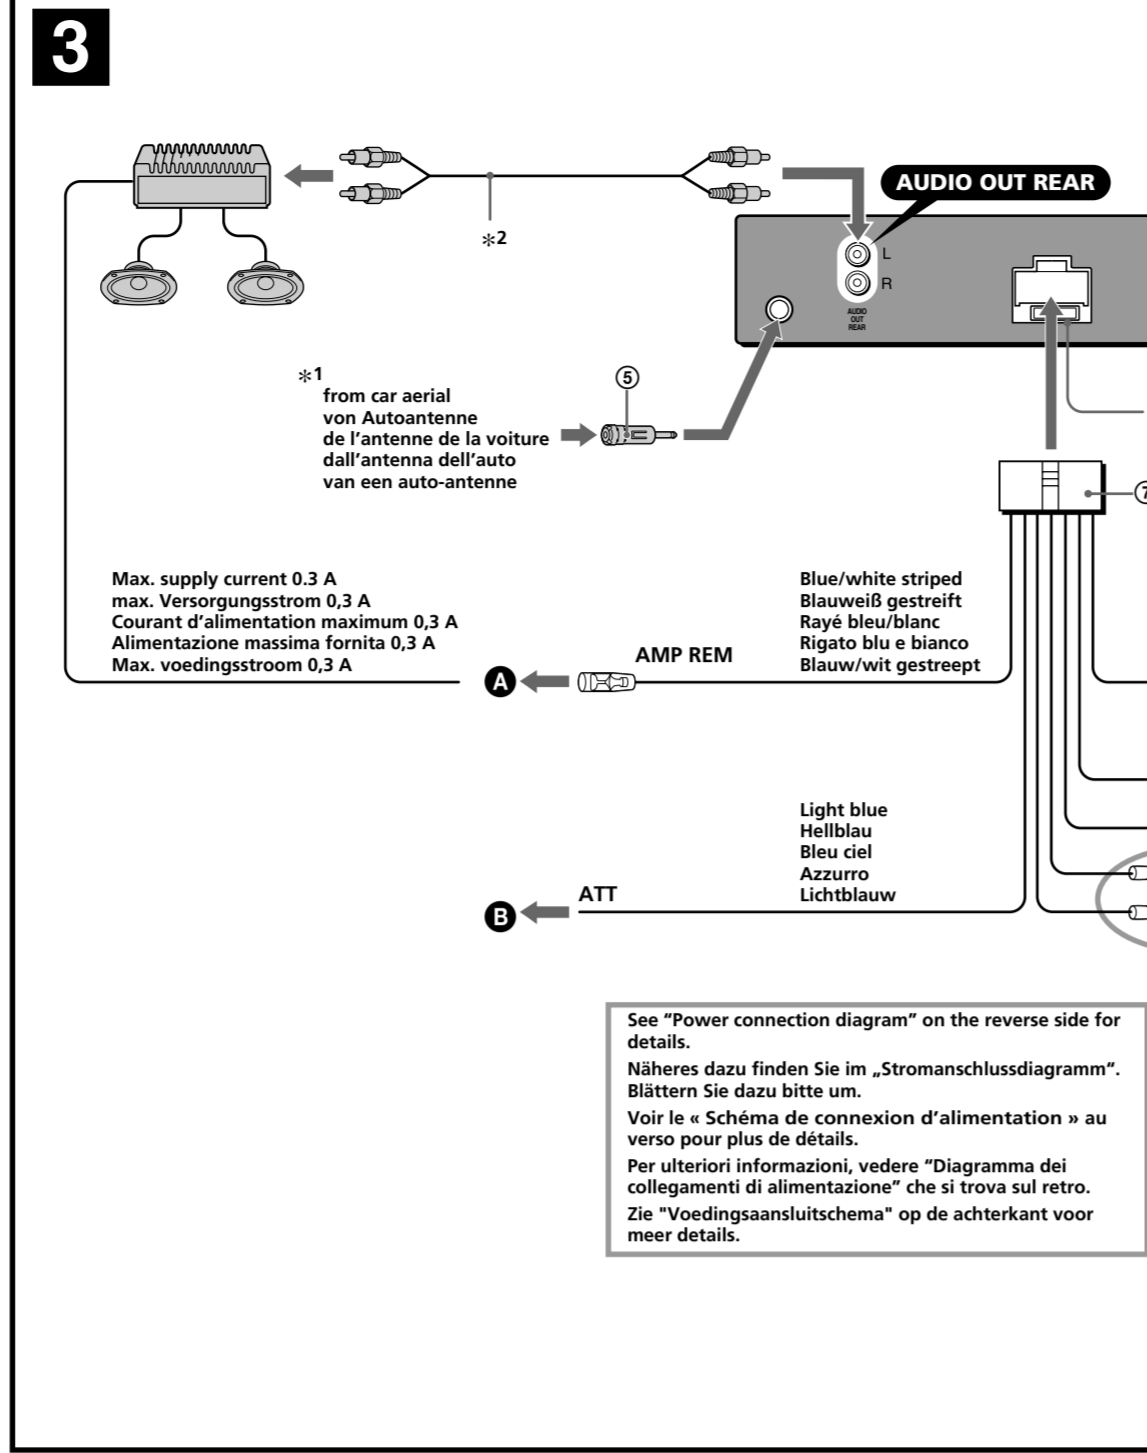 3
AUDIO OUT REAR
*2
L
R
AUDIO
OUT
REAR
*1
from car aerial
von Autoantenne
de l’antenne de la voiture
dall’antenna dell’auto
van een auto-antenne
⑤
⑦
Max. supply current 0.3 A
max. Versorgungsstrom 0,3 A
Courant d’alimentation maximum 0,3 A
Alimentazione massima fornita 0,3 A
Max. voedingsstroom 0,3 A
Blue/white striped
Blauweiß gestreift
Rayé bleu/blanc
Rigato blu e bianco
Blauw/wit gestreept
AMP REM
A
Light blue
Hellblau
Bleu ciel
Azzurro
Lichtblauw
ATT
B
See “Power connection diagram” on the reverse side for
details.
Näheres dazu finden Sie im „Stromanschlussdiagramm“.
Blättern Sie dazu bitte um.
Voir le « Schéma de connexion d’alimentation » au
verso pour plus de détails.
Per ulteriori informazioni, vedere “Diagramma dei
collegamenti di alimentazione” che si trova sul retro.
Zie "Voedingsaansluitschema" op de achterkant voor
meer details.